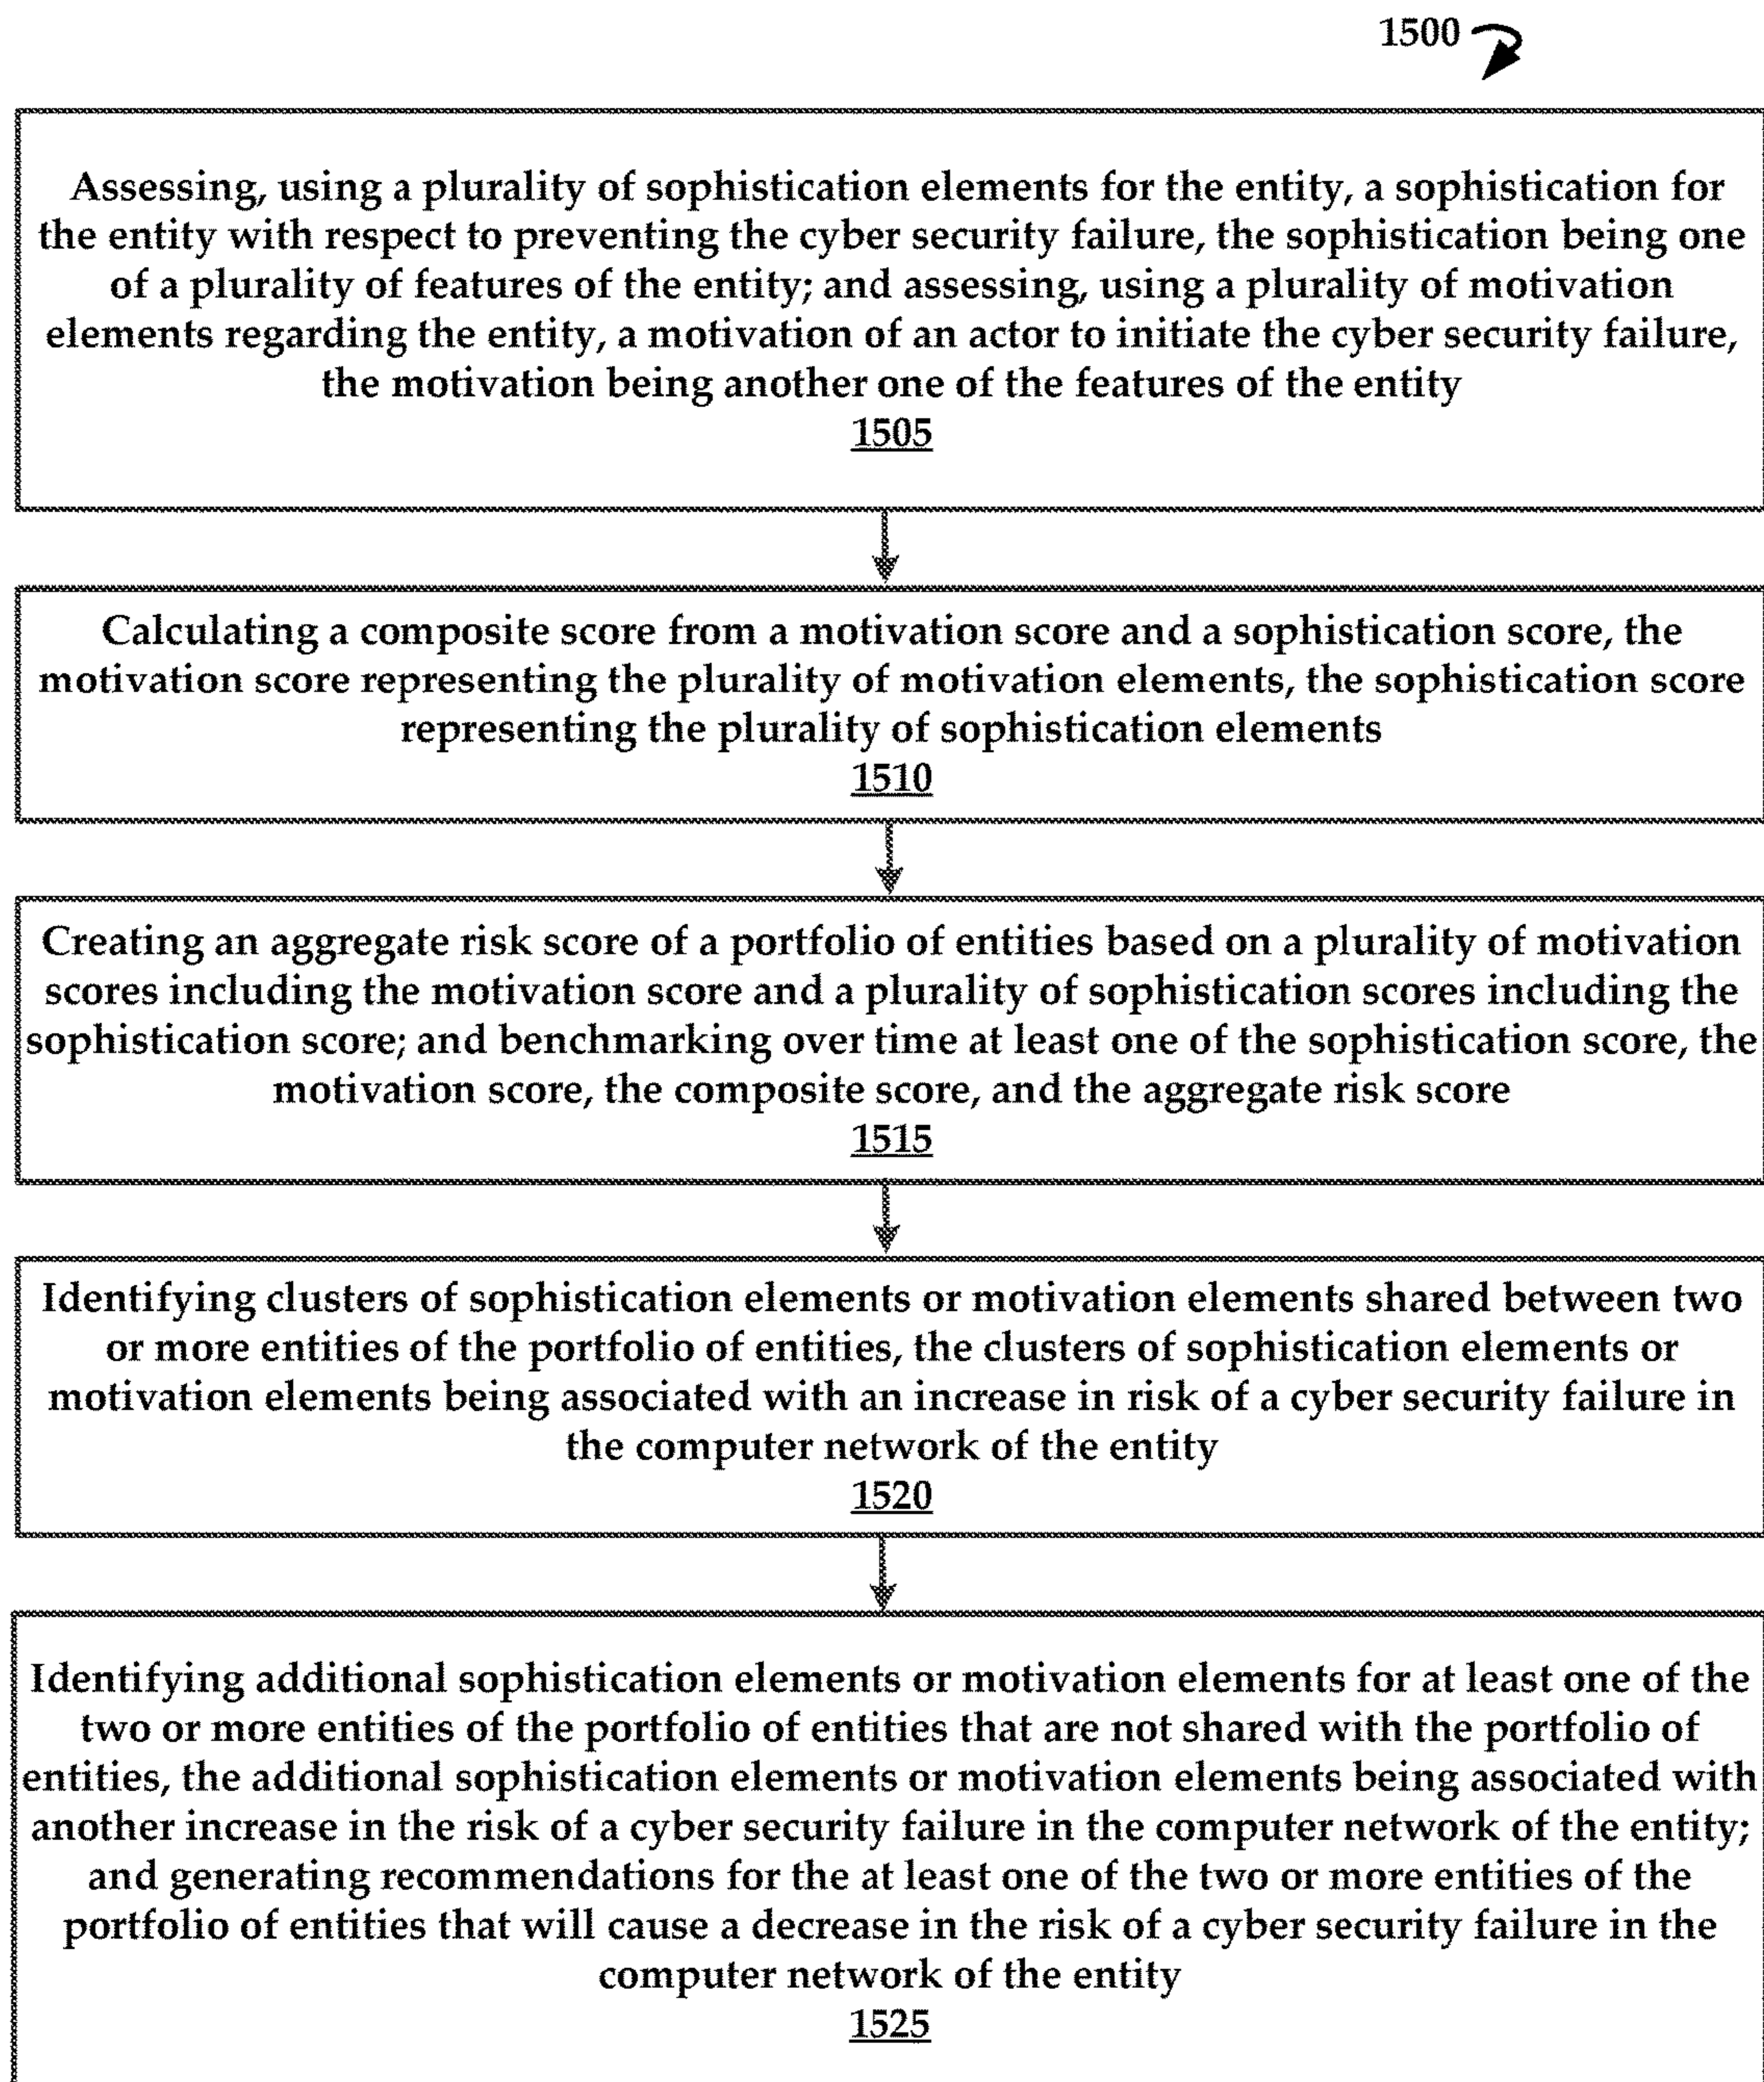 1500
Assessing, using a plurality of sophistication elements for the entity, a sophistication for
the entity with respect to preventing the cyber security failure, the sophistication being one
of a plurality of features of the entity; and assessing, using a plurality of motivation
elements regarding the entity, a motivation of an actor to initiate the cyber security failure,
the motivation being another one of the features of the entity
1505
Calculating a composite score from a motivation score and a sophistication score, the
motivation score representing the plurality of motivation elements, the sophistication score
representing the plurality of sophistication elements
1510
Creating an aggregate risk score of a portfolio of entities based on a plurality of motivation
scores including the motivation score and a plurality of sophistication scores including the
sophistication score; and benchmarking over time at least one of the sophistication score, the
motivation score, the composite score, and the aggregate risk score
1515
Identifying clusters of sophistication elements or motivation elements shared between two
or more entities of the portfolio of entities, the clusters of sophistication elements or
motivation elements being associated with an increase in risk of a cyber security failure in
the computer network of the entity
1520
Identifying additional sophistication elements or motivation elements for at least one of the
two or more entities of the portfolio of entities that are not shared with the portfolio of
entities, the additional sophistication elements or motivation elements being associated with
another increase in the risk of a cyber security failure in the computer network of the entity;
and generating recommendations for the at least one of the two or more entities of the
portfolio of entities that will cause a decrease in the risk of a cyber security failure in the
computer network of the entity
1525